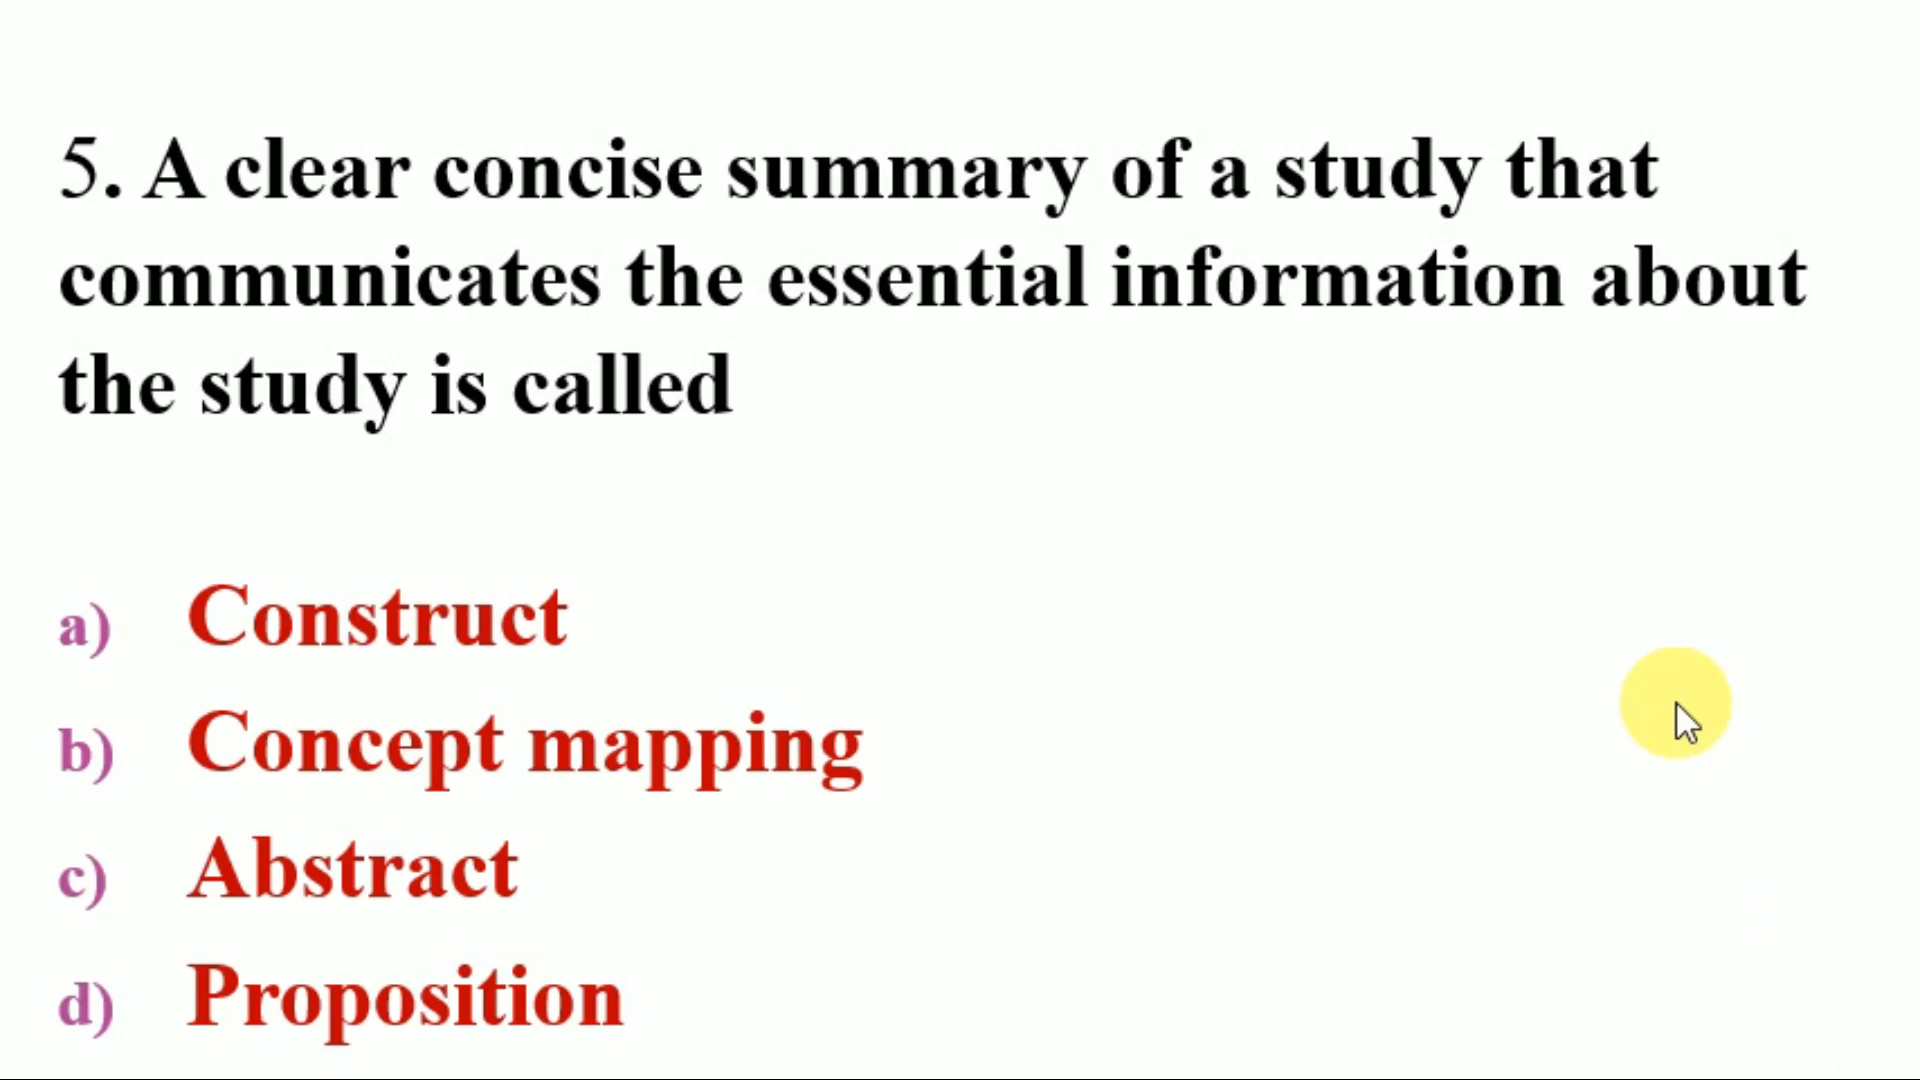 5. A clear concise summary of a study that
communicates the essential information about
the study is called
a) Construct
b) Concept mapping
c) Abstract
d) Proposition